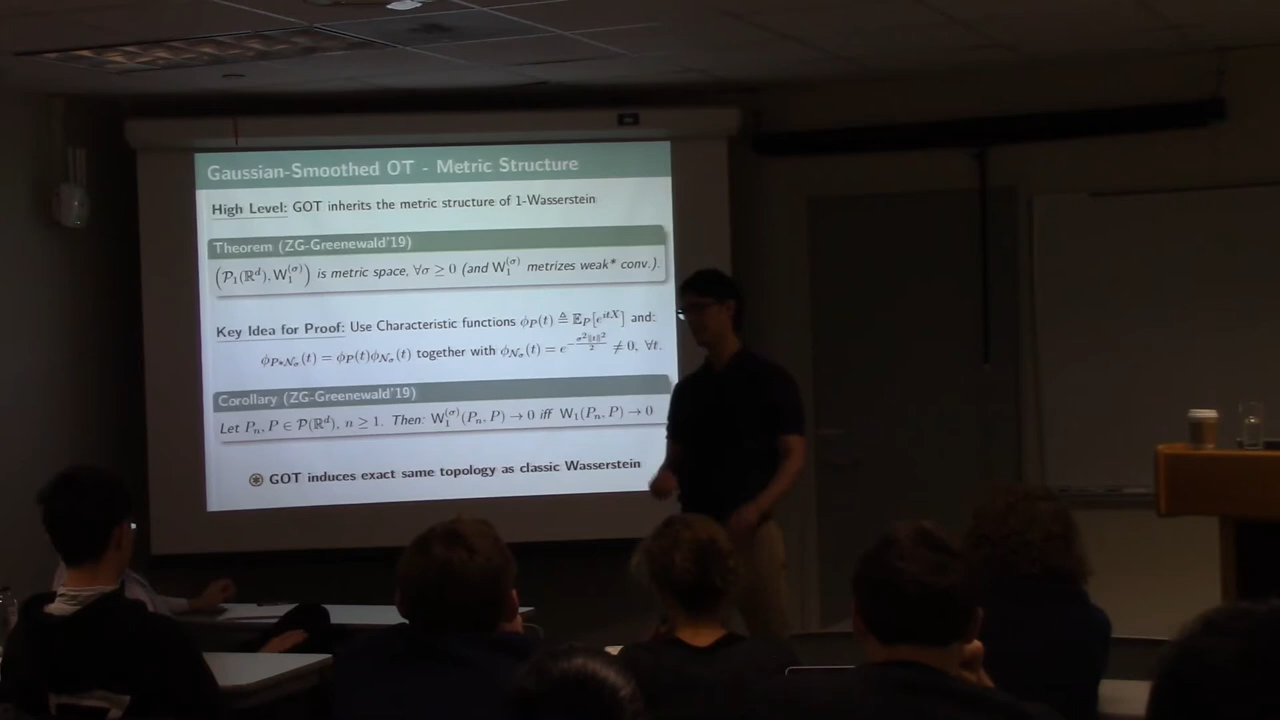 Gaussian-Smoothed OT - Metric Structure
High Level: GOT inherits the metric structure of 1-Wasserstein
Theorem (ZG-Greenewald'19)
(𝒫₁(ℝᵈ), W₁^(σ)) is metric space, ∀σ ≥ 0 (and W₁^(σ) metrizes weak* conv.).
Key Idea for Proof: Use Characteristic functions ϕ_P(t) ≜ 𝔼_P[e^{itX}] and:
ϕ_{P*𝒩_σ}(t) = ϕ_P(t)ϕ_{𝒩_σ}(t) together with ϕ_{𝒩_σ}(t) = e^{-σ²‖t‖²/2} ≠ 0, ∀t.
Corollary (ZG-Greenewald'19)
Let P_n, P ∈ 𝒫(ℝᵈ), n ≥ 1. Then: W₁^(σ)(P_n, P) → 0 iff W₁(P_n, P) → 0
⊛ GOT induces exact same topology as classic Wasserstein